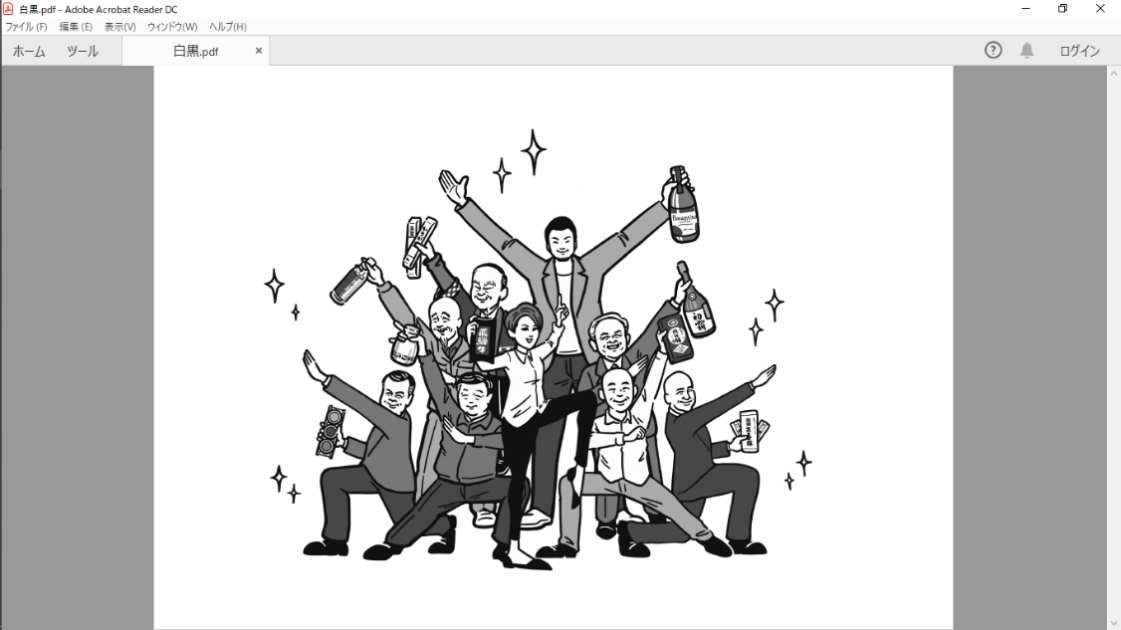 白黒.pdf - Adobe Acrobat Reader DC
ファイル(F) 編集(E) 表示(V) ウィンドウ(W) ヘルプ(H)
ホーム ツール 白黒.pdf × ? ログイン